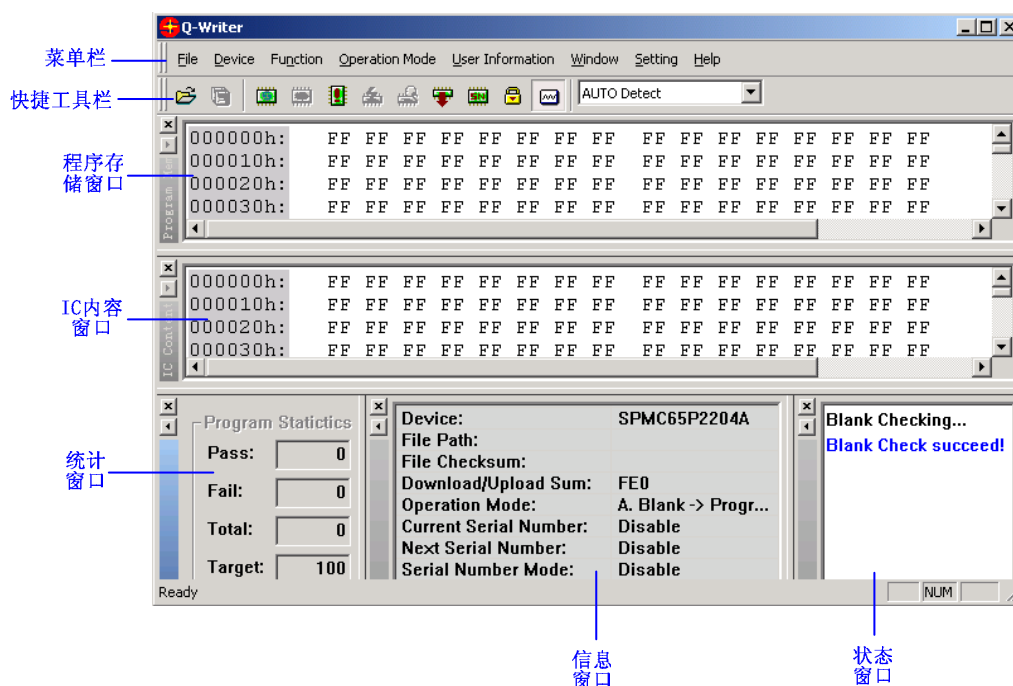 Q-Writer
菜单栏
File Device Function Operation Mode User Information Window Setting Help
快捷工具栏
SN
AUTO Detect
程序存
储窗口
000000h: FF FF FF FF FF FF FF FF FF FF FF FF FF FF FF FF
000010h: FF FF FF FF FF FF FF FF FF FF FF FF FF FF FF FF
000020h: FF FF FF FF FF FF FF FF FF FF FF FF FF FF FF FF
000030h: FF FF FF FF FF FF FF FF FF FF FF FF FF FF FF FF
IC内容
窗口
IC Content
000000h: FF FF FF FF FF FF FF FF FF FF FF FF FF FF FF FF
000010h: FF FF FF FF FF FF FF FF FF FF FF FF FF FF FF FF
000020h: FF FF FF FF FF FF FF FF FF FF FF FF FF FF FF FF
000030h: FF FF FF FF FF FF FF FF FF FF FF FF FF FF FF FF
统计
窗口
Program Statictics
Pass: 0
Fail: 0
Total: 0
Target: 100
Device: SPMC65P2204A
File Path:
File Checksum:
Download/Upload Sum: FE0
Operation Mode: A. Blank -> Progr...
Current Serial Number: Disable
Next Serial Number: Disable
Serial Number Mode: Disable
Blank Checking...
Blank Check succeed!
Ready
NUM
信息
窗口
状态
窗口